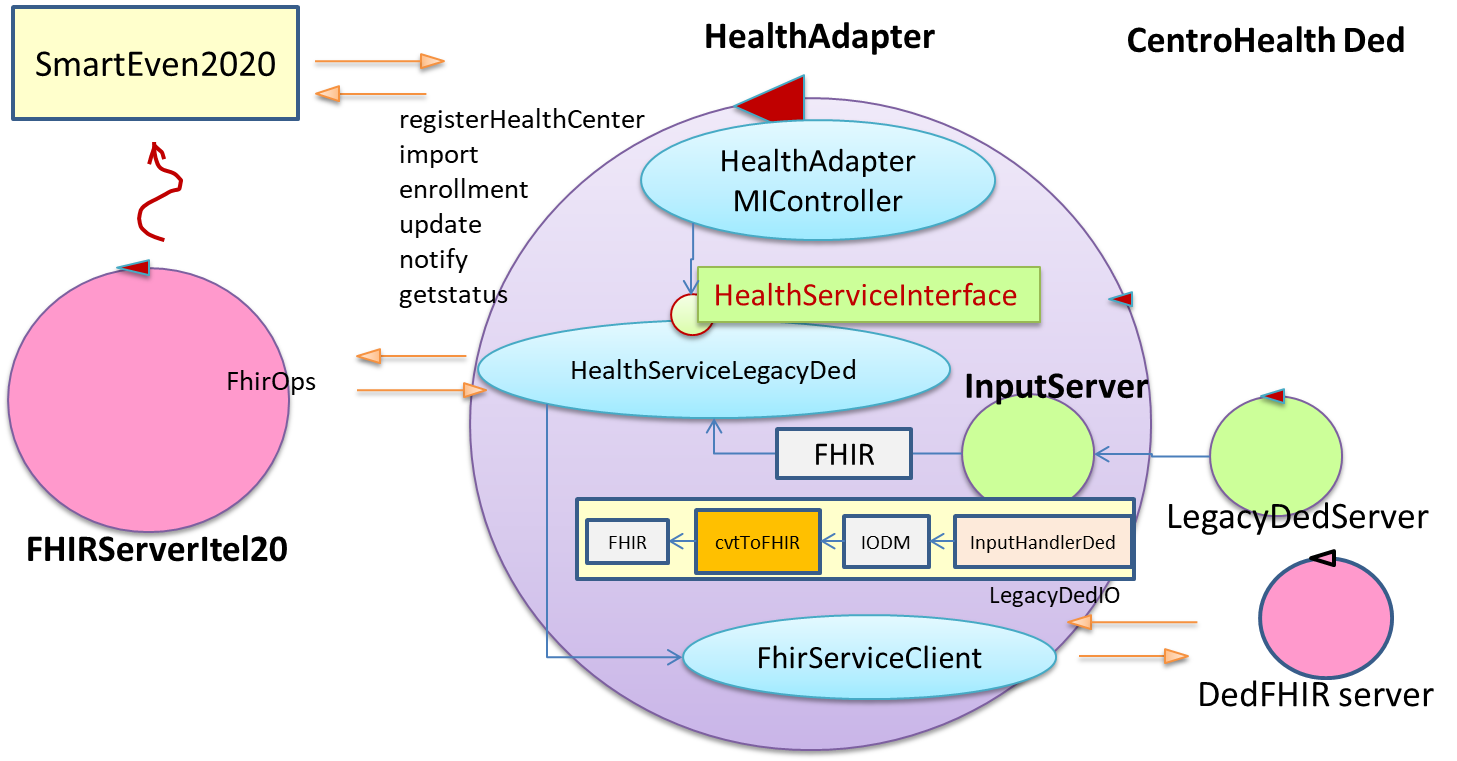 SmartEven2020
HealthAdapter
CentroHealth Ded
registerHealthCenter
import
enrollment
update
notify
getstatus
HealthAdapter
MIController
HealthServiceInterface
HealthServiceLegacyDed
InputServer
FhirOps
FHIR
LegacyDedServer
FHIRServerItel20
FHIR
cvtToFHIR
IODM
InputHandlerDed
LegacyDedIO
FhirServiceClient
DedFHIR server